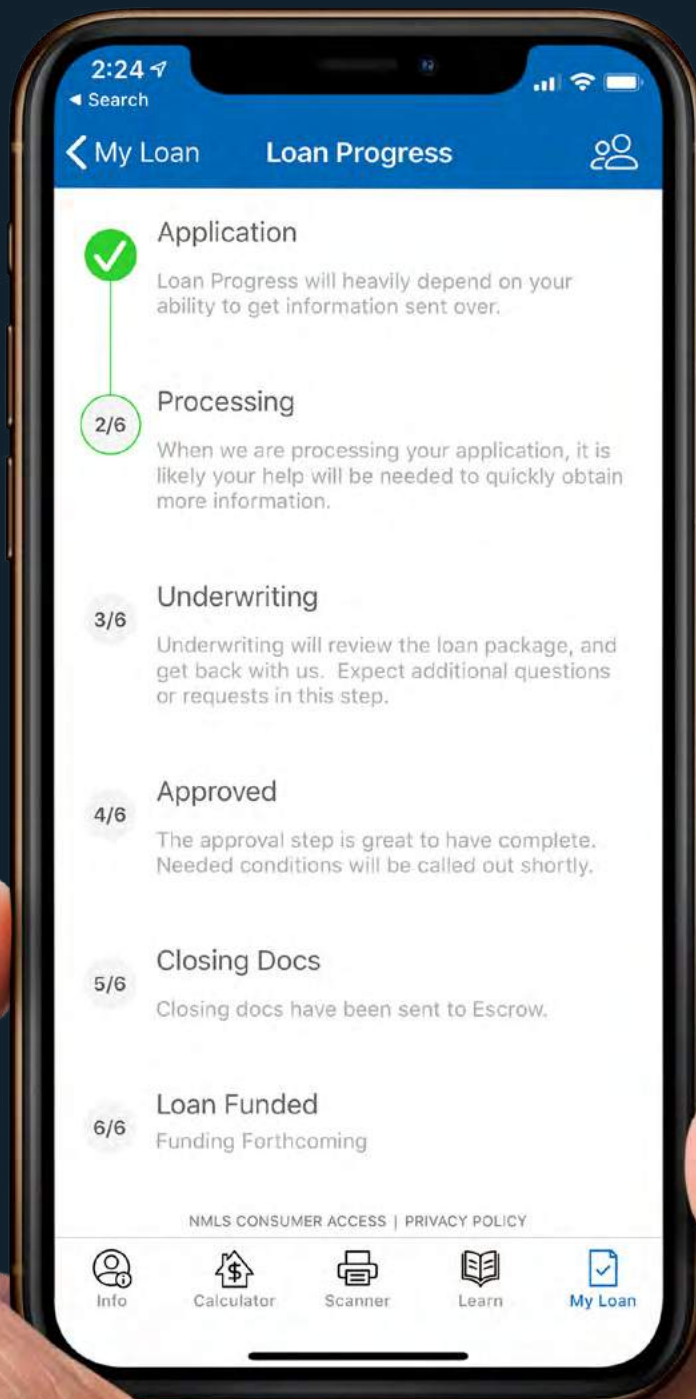 2:24
Search
My Loan
Loan Progress
Application
Loan Progress will heavily depend on your
ability to get information sent over.
2/6
Processing
When we are processing your application, it is
likely your help will be needed to quickly obtain
more information.
3/6
Underwriting
Underwriting will review the loan package, and
get back with us. Expect additional questions
or requests in this step.
4/6
Approved
The approval step is great to have complete.
Needed conditions will be called out shortly.
5/6
Closing Docs
Closing docs have been sent to Escrow.
6/6
Loan Funded
Funding Forthcoming
NMLS CONSUMER ACCESS | PRIVACY POLICY
Info
Calculator
Scanner
Learn
My Loan